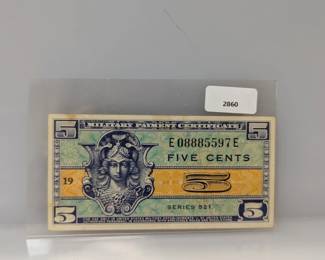 2860
5 MILITARY PAYMENT CERTIFICATE 5
E08885597E
FIVE CENTS
19 5
SERIES 521
5 5